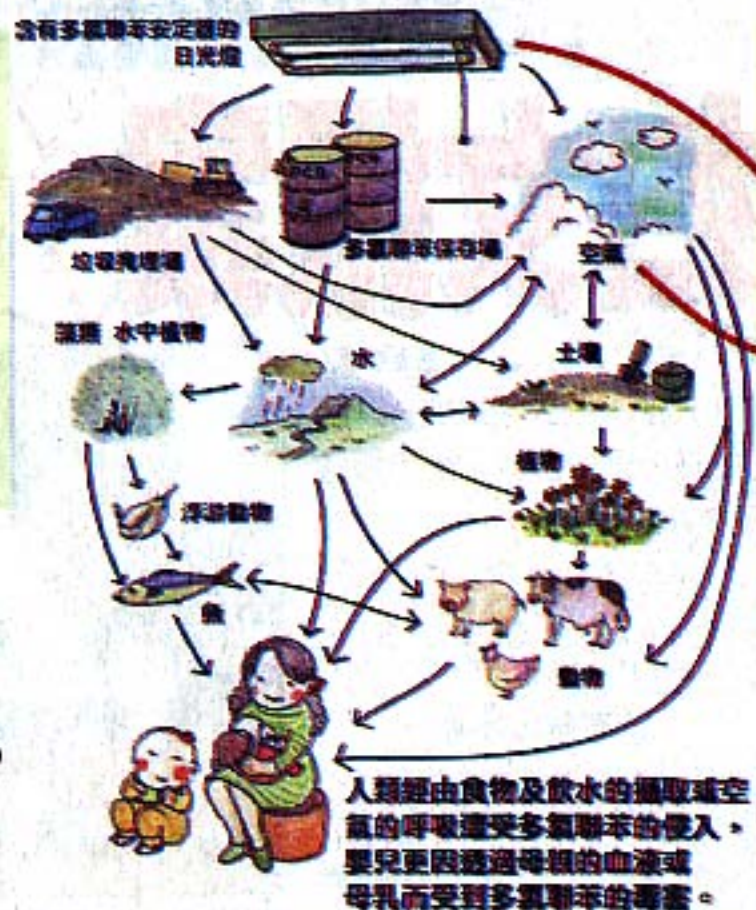 含有多氯聯苯安定器的
日光燈
垃圾掩埋場
多氯聯苯保存場
空氣
藻類 水中植物
水
土壤
植物
浮游動物
魚
動物
人類經由食物及飲水的攝取或空
氣的呼吸遭受多氯聯苯的侵入，
嬰兒更因透過母親的血液或
母乳而受到多氯聯苯的毒害。